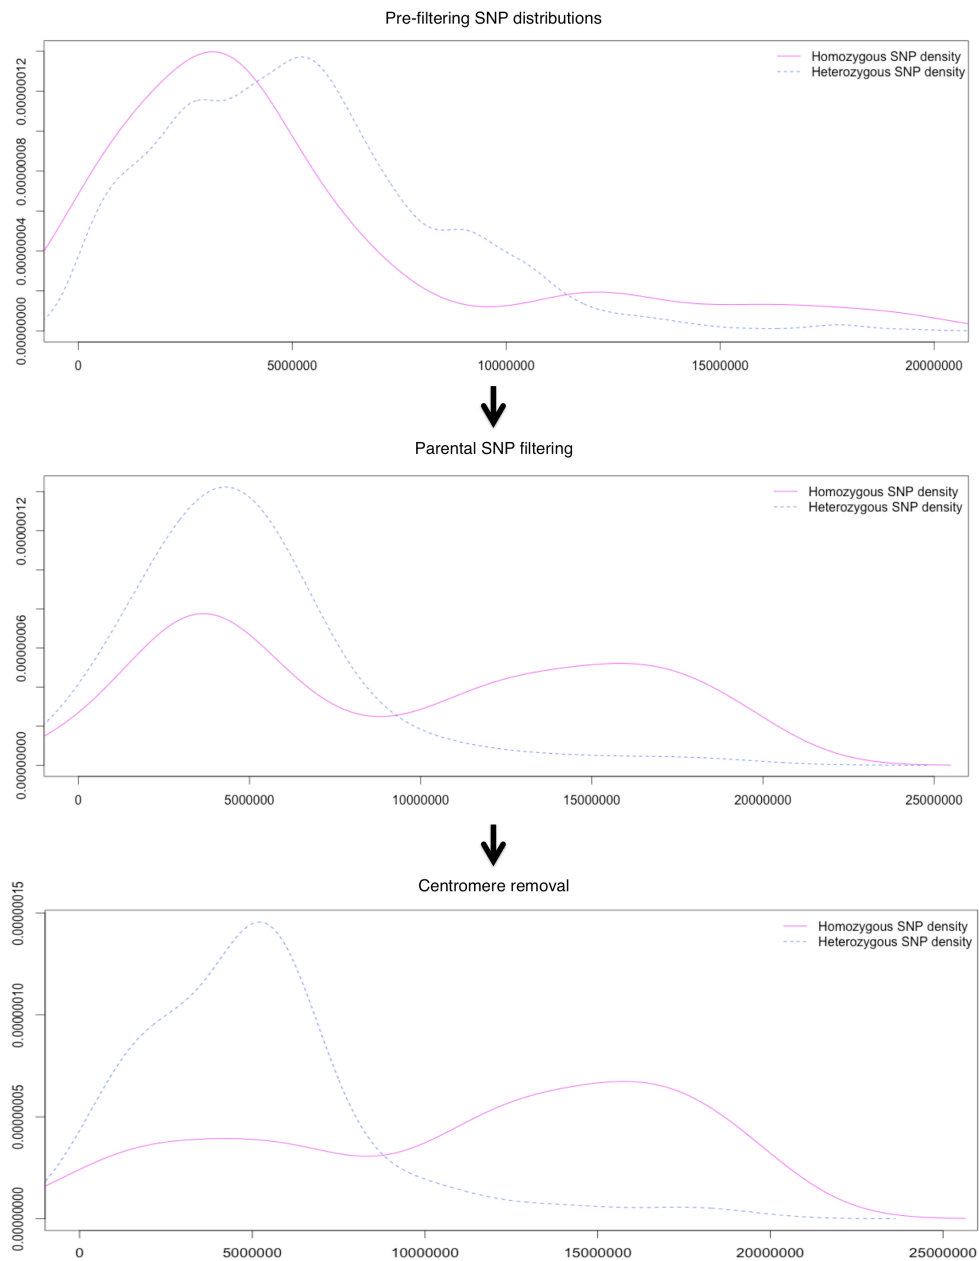 Pre-filtering SNP distributions
Homozygous SNP density
Heterozygous SNP density
0.00000012
0.00000008
0.00000004
0.00000000
0 5000000 10000000 15000000 20000000
Parental SNP filtering
Homozygous SNP density
Heterozygous SNP density
0.00000012
0.00000006
0.00000000
0 5000000 10000000 15000000 20000000 25000000
Centromere removal
Homozygous SNP density
Heterozygous SNP density
0.00000015
0.00000010
0.00000005
0.00000000
0 5000000 10000000 15000000 20000000 25000000